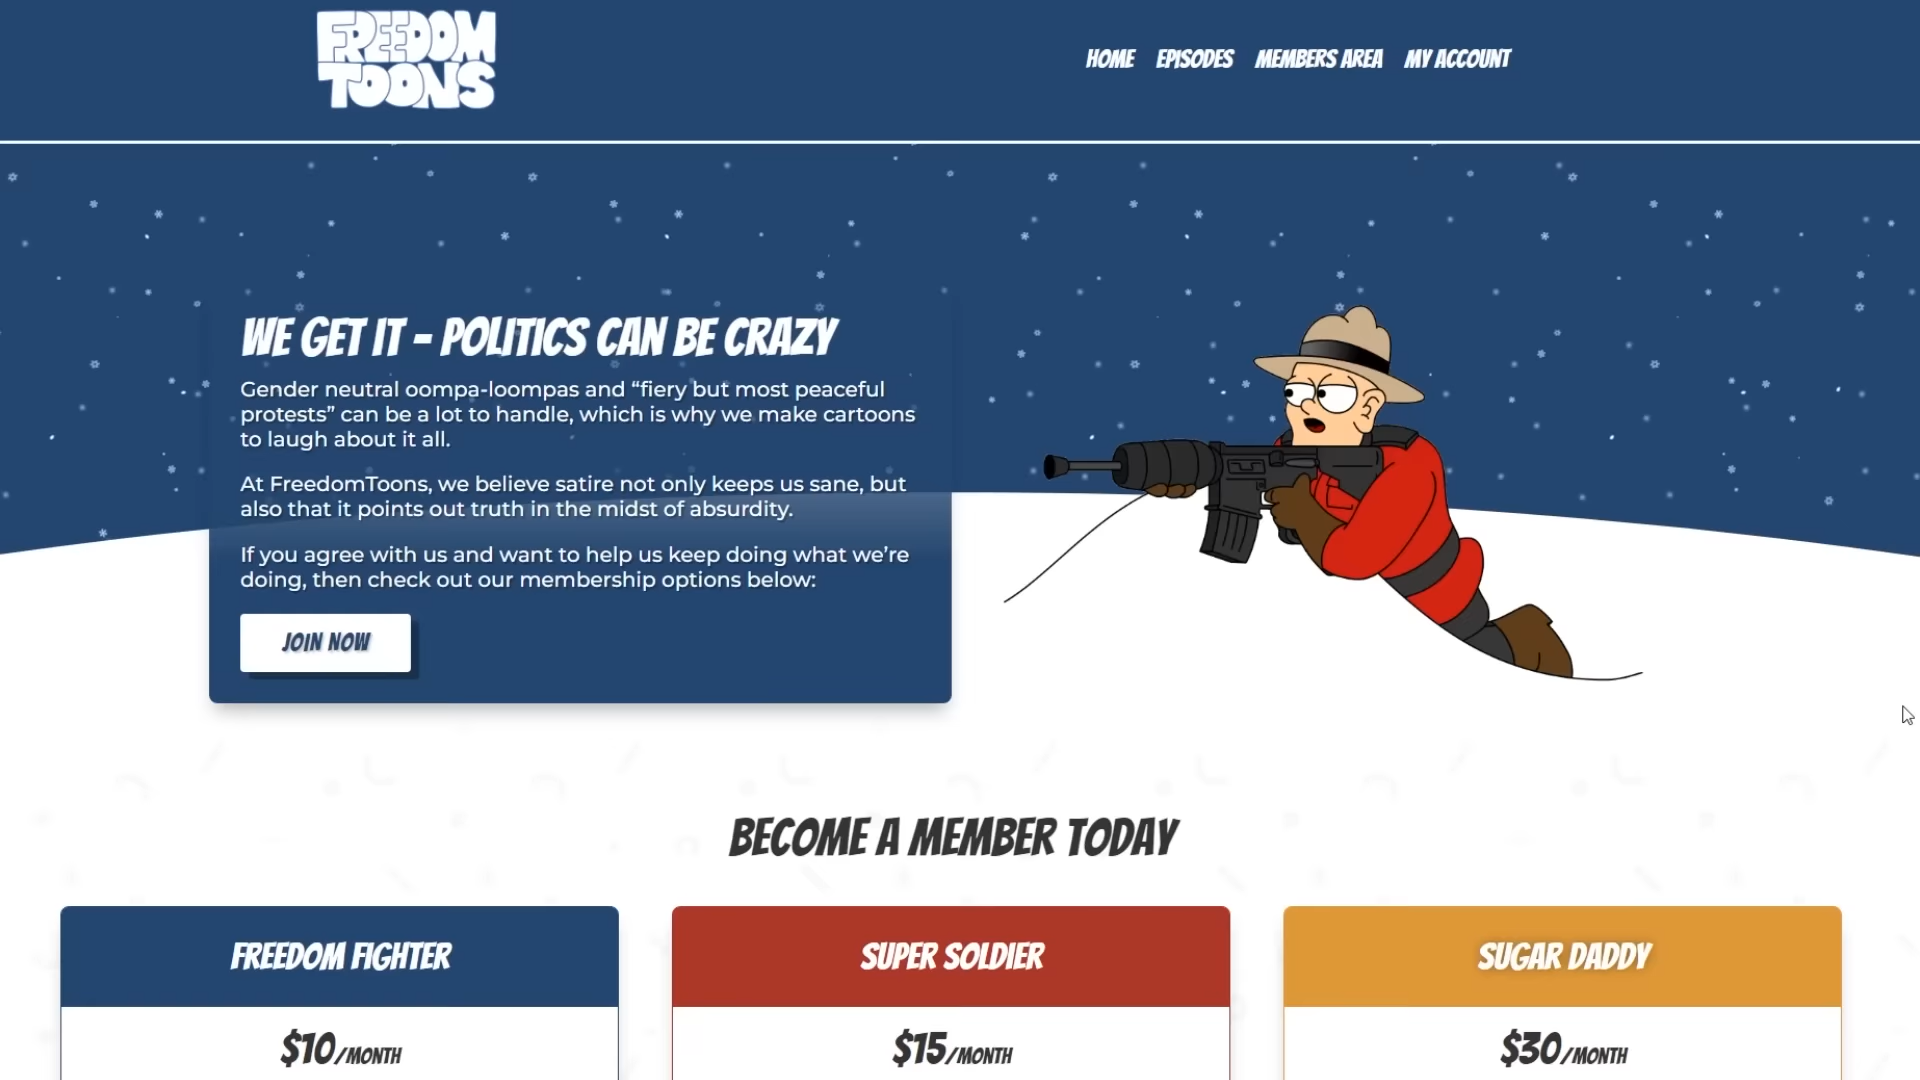 FREEDOM
TOONS
HOME EPISODES MEMBERS AREA MY ACCOUNT
WE GET IT - POLITICS CAN BE CRAZY
Gender neutral oompa-loompas and “fiery but most peaceful
protests” can be a lot to handle, which is why we make cartoons
to laugh about it all.
At FreedomToons, we believe satire not only keeps us sane, but
also that it points out truth in the midst of absurdity.
If you agree with us and want to help us keep doing what we’re
doing, then check out our membership options below:
JOIN NOW
BECOME A MEMBER TODAY
FREEDOM FIGHTER
$10/MONTH
SUPER SOLDIER
$15/MONTH
SUGAR DADDY
$30/MONTH